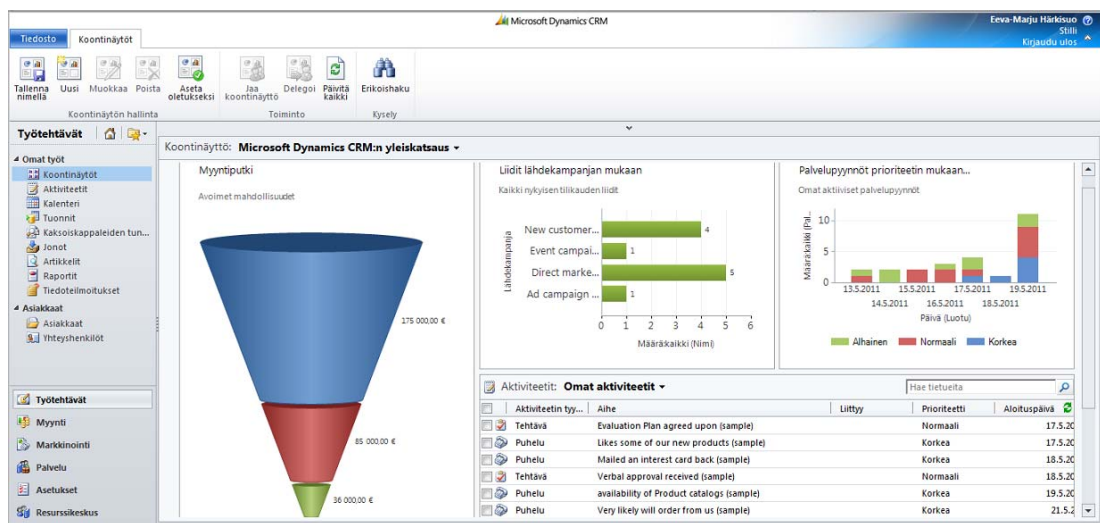 Microsoft Dynamics CRM
Eeva-Marju Härkisuo
Stilli
Kirjaudu ulos
Tiedosto
Koontinäytöt
Tallenna nimellä
Uusi
Muokkaa
Poista
Aseta oletukseksi
Jaa koontinäyttö
Delegoi
Päivitä kaikki
Erikoishaku
Koontinäytön hallinta
Toiminto
Kysely
Työtehtävät
Omat työt
Koontinäytöt
Aktiviteetit
Kalenteri
Tuonnit
Kaksoiskappaleiden tun...
Jonot
Artikkelit
Raportit
Tiedoteilmoitukset
Asiakkaat
Asiakkaat
Yhteyshenkilöt
Työtehtävät
Myynti
Markkinointi
Palvelu
Asetukset
Resurssikeskus
Koontinäyttö: Microsoft Dynamics CRM:n yleiskatsaus
Myyntiputki
Avoimet mahdollisuudet
175 000,00 €
85 000,00 €
36 000,00 €
Liidit lähdekampanjan mukaan
Kaikki nykyisen tilikauden liidit
Lähdekampanja
New customer... 4
Event campai... 1
Direct marke... 5
Ad campaign ... 1
0 1 2 3 4 5 6
Määrä:kaikki (Nimi)
Palvelupyynnöt prioriteetin mukaan...
Omat aktiiviset palvelupyynnöt
Määrä:kaikki (Pal...
10
5
0
13.5.2011 15.5.2011 17.5.2011 19.5.2011
14.5.2011 16.5.2011 18.5.2011
Päivä (Luotu)
Alhainen Normaali Korkea
Aktiviteetit: Omat aktiviteetit
Hae tietueita
Aktiviteetin tyy... Aihe Liittyy Prioriteetti Aloituspäivä
Tehtävä Evaluation Plan agreed upon (sample) Normaali 17.5.20
Puhelu Likes some of our new products (sample) Korkea 17.5.20
Puhelu Mailed an interest card back (sample) Korkea 18.5.20
Tehtävä Verbal approval received (sample) Normaali 18.5.20
Puhelu availability of Product catalogs (sample) Korkea 19.5.20
Puhelu Very likely will order from us (sample) Korkea 21.5.2